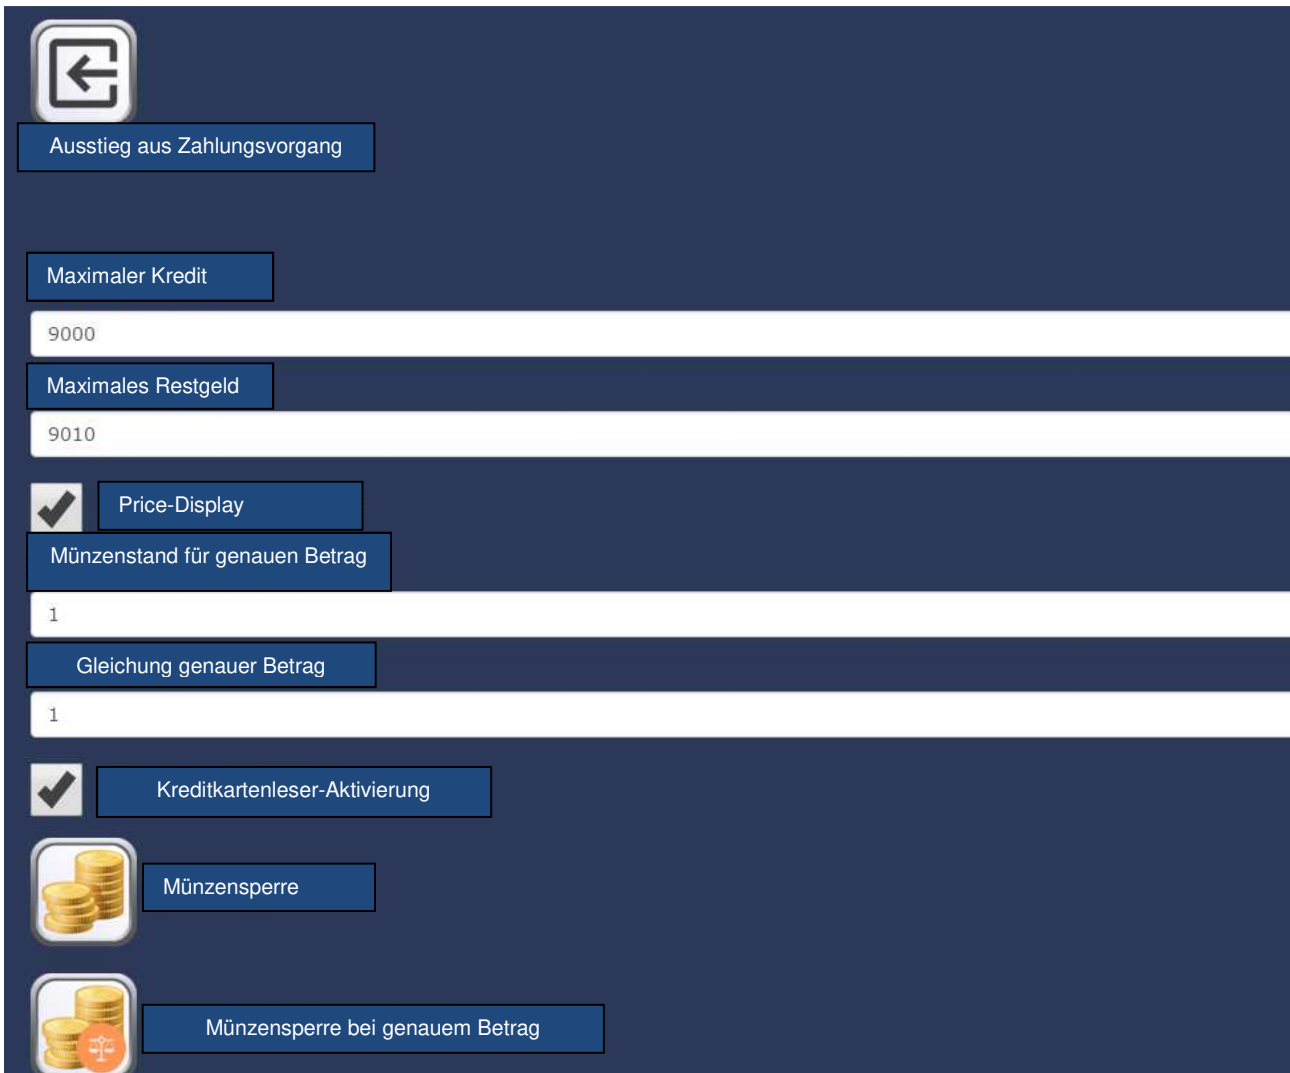 Ausstieg aus Zahlungsvorgang
Maximaler Kredit
9000
Maximales Restgeld
9010
Price-Display
Münzenstand für genauen Betrag
1
Gleichung genauer Betrag
1
Kreditkartenleser-Aktivierung
Münzensperre
Münzensperre bei genauem Betrag